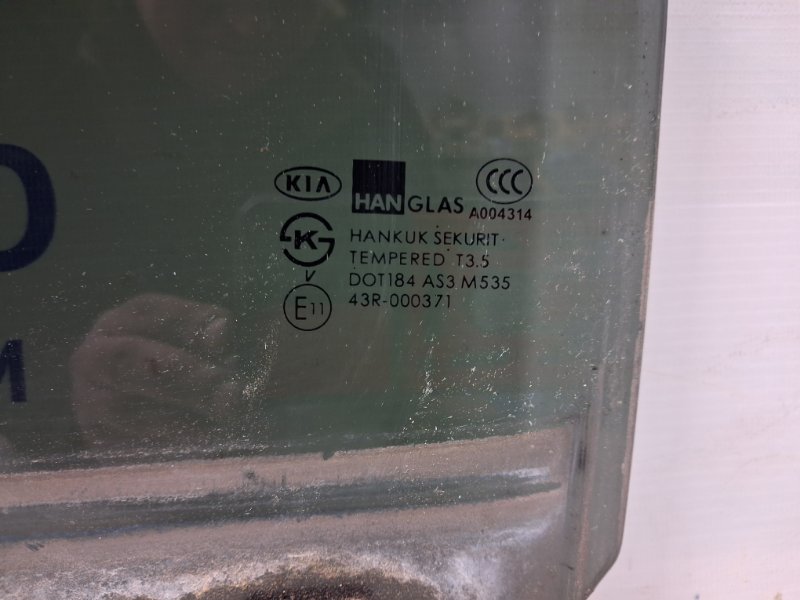 KIA HANGLAS CCC
A004314
K HANKUK SEKURIT
TEMPERED T3.5
V DOT184 AS3 M535
E11 43R-000371
O
M